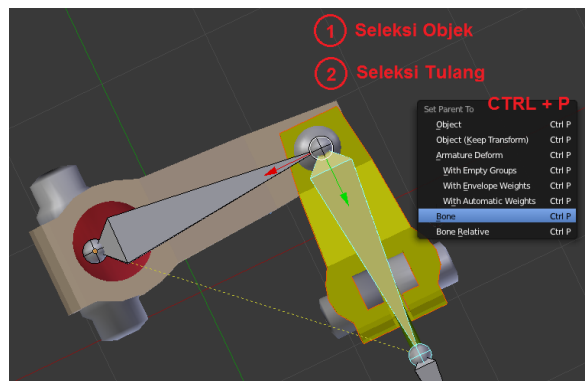 1 Seleksi Objek
2 Seleksi Tulang
CTRL + P
Set Parent To
Object Ctrl P
Object (Keep Transform) Ctrl P
Armature Deform Ctrl P
With Empty Groups Ctrl P
With Envelope Weights Ctrl P
With Automatic Weights Ctrl P
Bone Ctrl P
Bone Relative Ctrl P